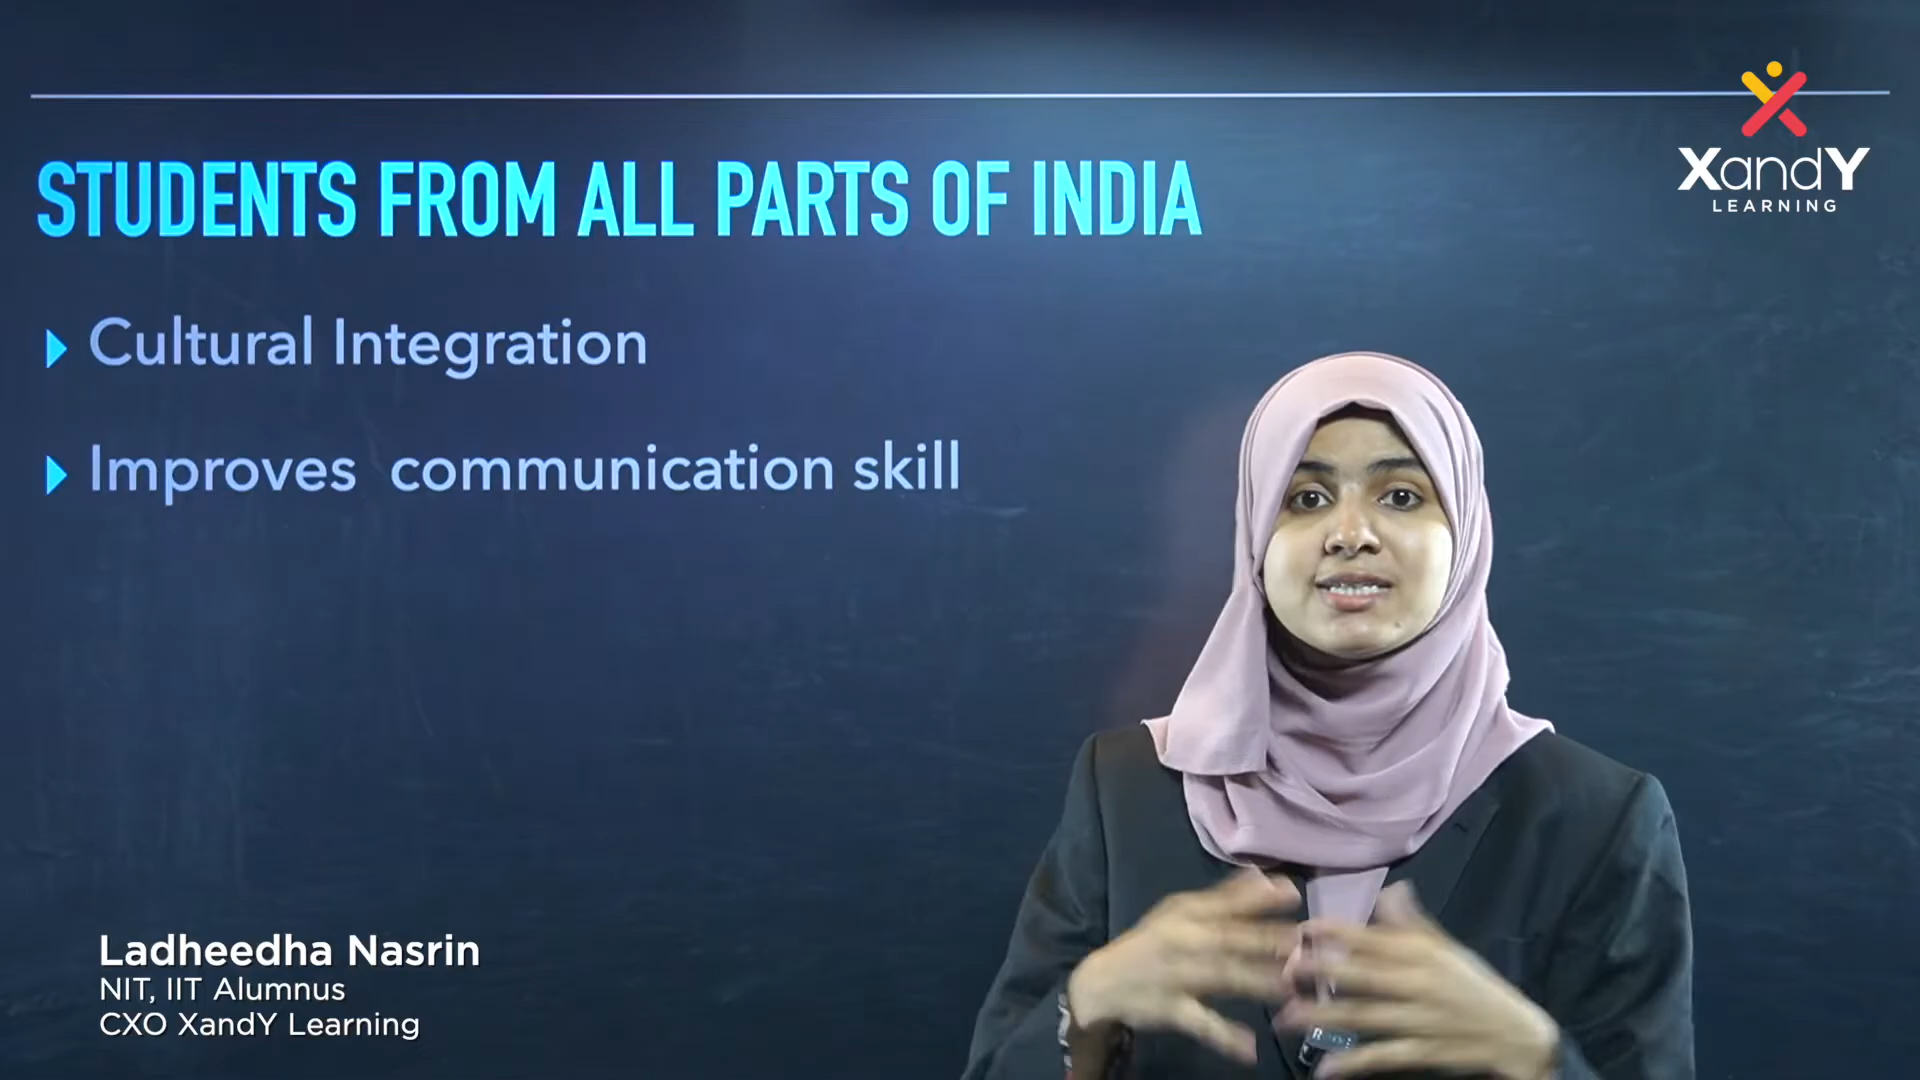 XandY
LEARNING
STUDENTS FROM ALL PARTS OF INDIA
Cultural Integration
Improves communication skill
Ladheedha Nasrin
NIT, IIT Alumnus
CXO XandY Learning